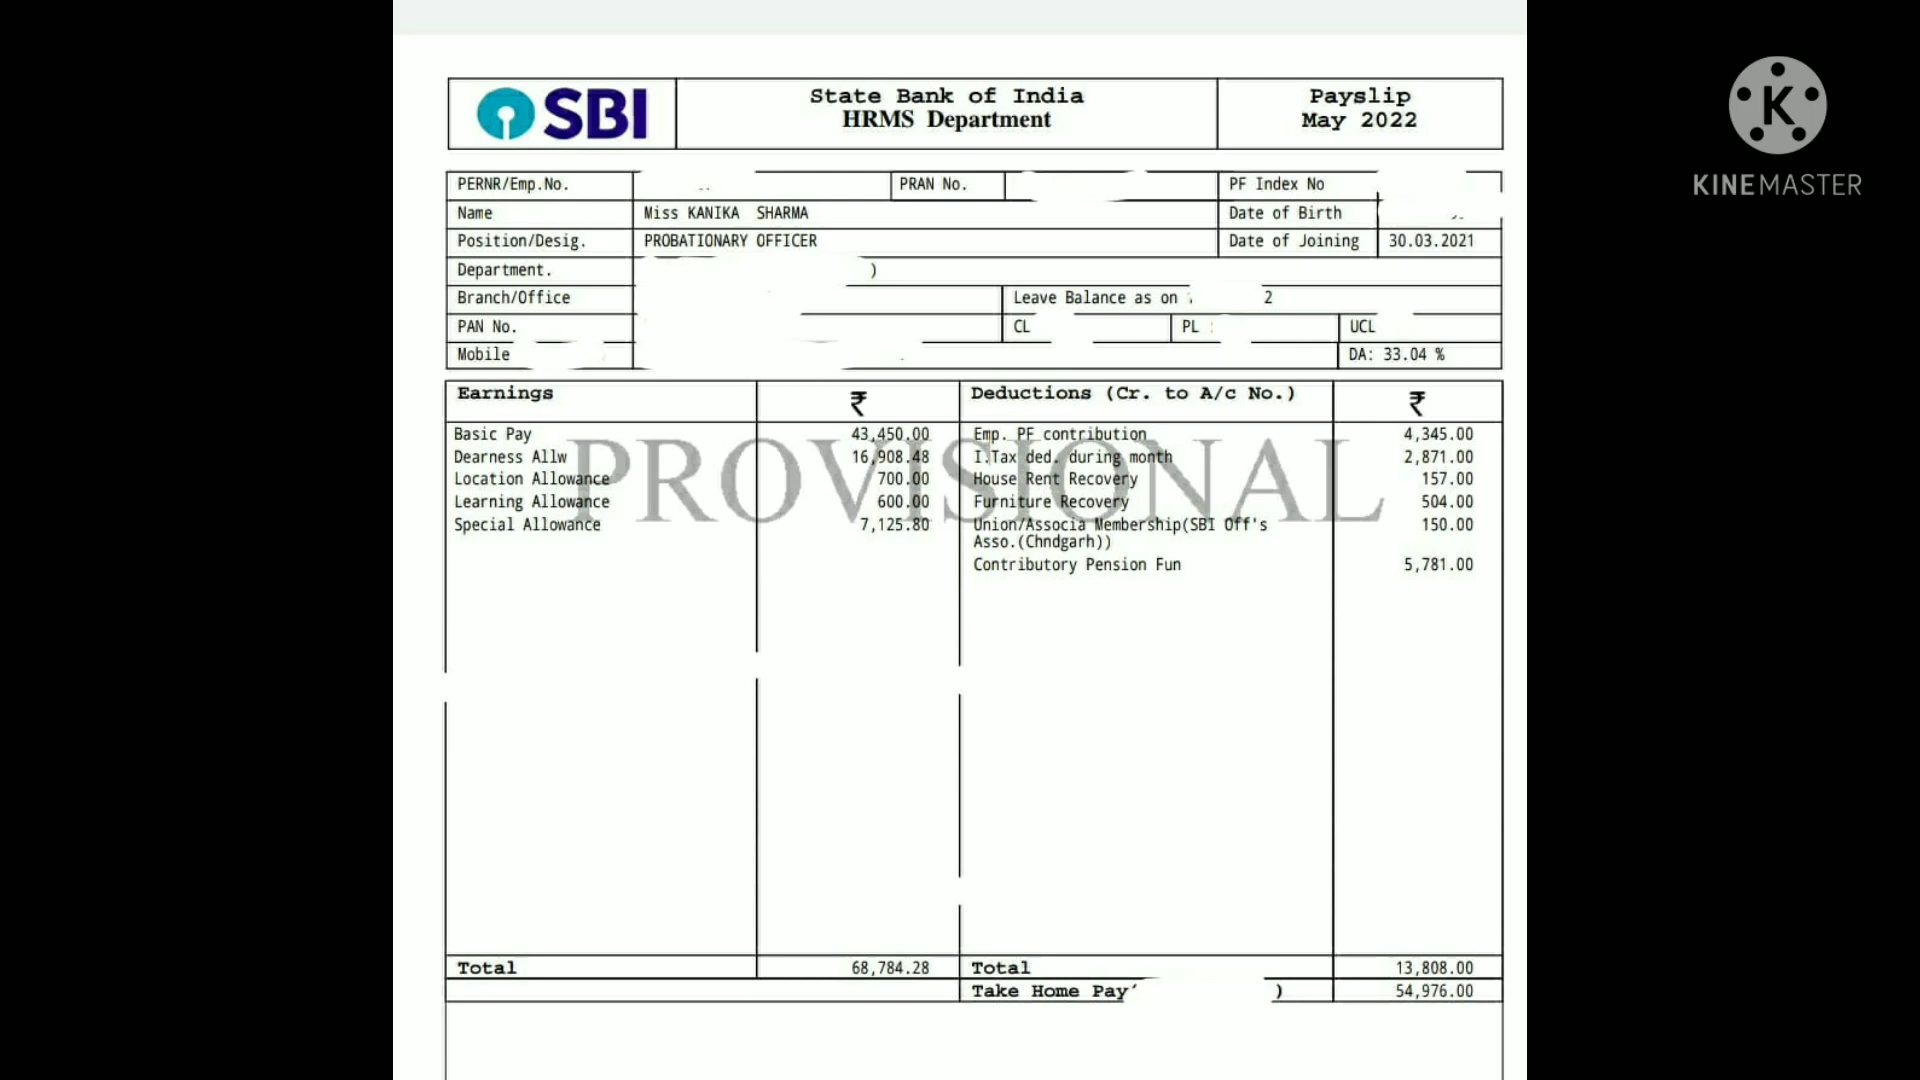 SBI
State Bank of India
HRMS Department
Payslip
May 2022
K
KINEMASTER
PERNR/Emp.No.
PRAN No.
PF Index No
Name
Miss KANIKA SHARMA
Date of Birth
Position/Desig.
PROBATIONARY OFFICER
Date of Joining
30.03.2021
Department.
)
Branch/Office
Leave Balance as on
2
PAN No.
CL
PL :
UCL
Mobile
DA: 33.04 %
Earnings
₹
Deductions (Cr. to A/c No.)
₹
PROVISIONAL
Basic Pay
43,450.00
Emp. PF contribution
4,345.00
Dearness Allw
16,908.48
I.Tax ded. during month
2,871.00
Location Allowance
700.00
House Rent Recovery
157.00
Learning Allowance
600.00
Furniture Recovery
504.00
Special Allowance
7,125.80
Union/Associa Membership(SBI Off's
Asso.(Chndgarh))
150.00
Contributory Pension Fun
5,781.00
Total
68,784.28
Total
13,808.00
Take Home Pay
)
54,976.00